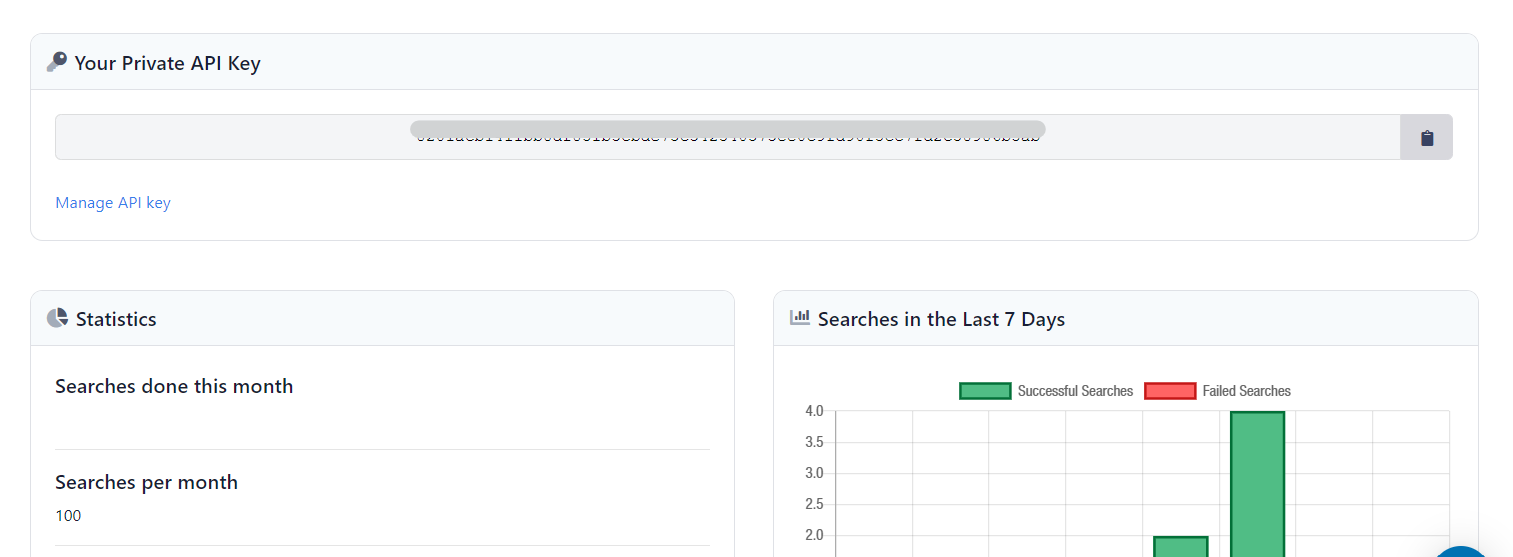 Your Private API Key
Manage API key
Statistics
Searches done this month
Searches per month
100
Searches in the Last 7 Days
Successful Searches
Failed Searches
4.0
3.5
3.0
2.5
2.0